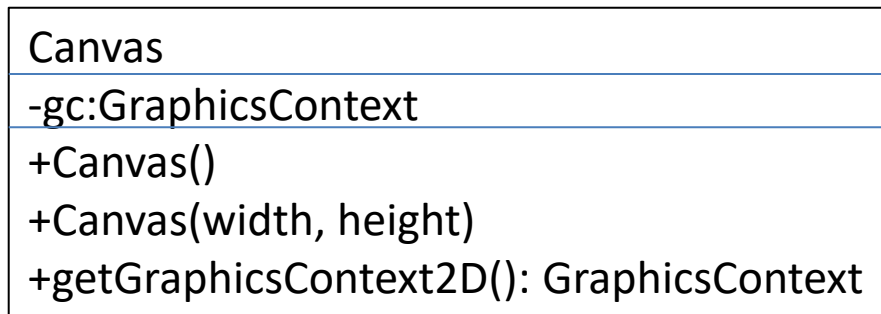 Canvas
-gc:GraphicsContext
+Canvas()
+Canvas(width, height)
+getGraphicsContext2D(): GraphicsContext